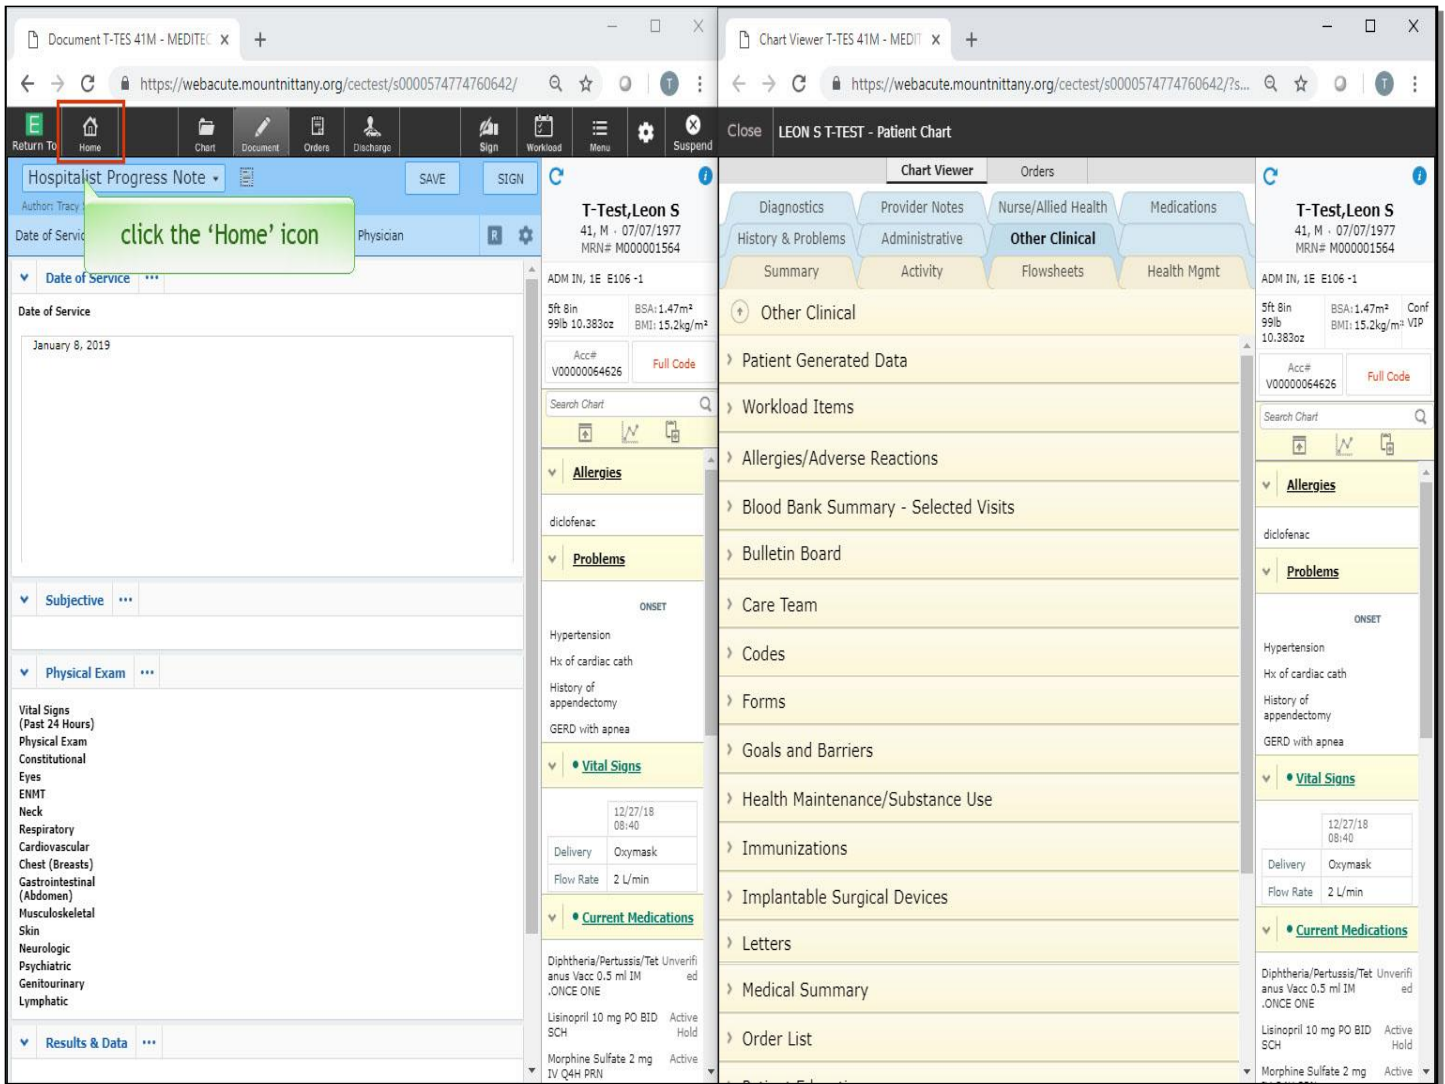 Document T-TES 41M - MEDITEC X +
https://webacute.mountnittany.org/cectest/s0000574774760642/ T
E
Return To Home Chart Document Orders Discharge Sign Workload Menu Suspend
Hospitalist Progress Note SAVE SIGN
Author: Tracy
Date of Servic Physician R
click the ‘Home’ icon
Date of Service ...
Date of Service
January 8, 2019
Subjective ...
Physical Exam ...
Vital Signs
(Past 24 Hours)
Physical Exam
Constitutional
Eyes
ENMT
Neck
Respiratory
Cardiovascular
Chest (Breasts)
Gastrointestinal
(Abdomen)
Musculoskeletal
Skin
Neurologic
Psychiatric
Genitourinary
Lymphatic
Results & Data ...
T-Test,Leon S
41, M · 07/07/1977
MRN# M000001564
ADM IN, 1E E106 -1
5ft 8in BSA:1.47m²
99lb 10.383oz BMI: 15.2kg/m²
Acc#
V00000064626 Full Code
Search Chart
Allergies
diclofenac
Problems
ONSET
Hypertension
Hx of cardiac cath
History of
appendectomy
GERD with apnea
• Vital Signs
12/27/18
08:40
Delivery Oxymask
Flow Rate 2 L/min
• Current Medications
Diphtheria/Pertussis/Tet Unverifi
anus Vacc 0.5 ml IM ed
.ONCE ONE
Lisinopril 10 mg PO BID Active
SCH Hold
Morphine Sulfate 2 mg Active
IV Q4H PRN
Chart Viewer T-TES 41M - MEDIT X +
https://webacute.mountnittany.org/cectest/s0000574774760642/?s... T
Close LEON S T-TEST - Patient Chart
Chart Viewer Orders
Diagnostics Provider Notes Nurse/Allied Health Medications
History & Problems Administrative Other Clinical
Summary Activity Flowsheets Health Mgmt
Other Clinical
Patient Generated Data
Workload Items
Allergies/Adverse Reactions
Blood Bank Summary - Selected Visits
Bulletin Board
Care Team
Codes
Forms
Goals and Barriers
Health Maintenance/Substance Use
Immunizations
Implantable Surgical Devices
Letters
Medical Summary
Order List
T-Test,Leon S
41, M · 07/07/1977
MRN# M000001564
ADM IN, 1E E106 -1
5ft 8in BSA:1.47m² Conf
99lb BMI: 15.2kg/m² VIP
10.383oz
Acc#
V00000064626 Full Code
Search Chart
Allergies
diclofenac
Problems
ONSET
Hypertension
Hx of cardiac cath
History of
appendectomy
GERD with apnea
• Vital Signs
12/27/18
08:40
Delivery Oxymask
Flow Rate 2 L/min
• Current Medications
Diphtheria/Pertussis/Tet Unverifi
anus Vacc 0.5 ml IM ed
.ONCE ONE
Lisinopril 10 mg PO BID Active
SCH Hold
Morphine Sulfate 2 mg Active